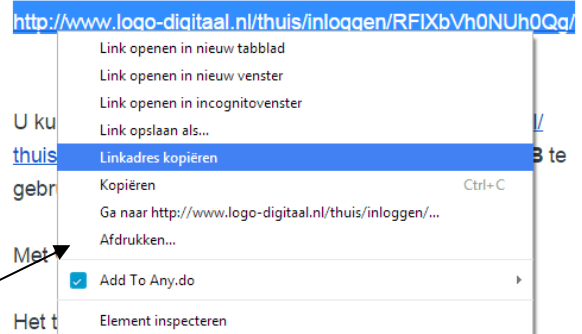 http://www.logo-digitaal.nl/thuis/inloggen/RFlXbVh0NUh0Qg/
Link openen in nieuw tabblad
Link openen in nieuw venster
Link openen in incognitovenster
Link opslaan als...
U ku l/
Linkadres kopiëren
thuis B te
Kopiëren Ctrl+C
gebr
Ga naar http://www.logo-digitaal.nl/thuis/inloggen/...
Afdrukken...
Met
Add To Any.do
Element inspecteren
Het t